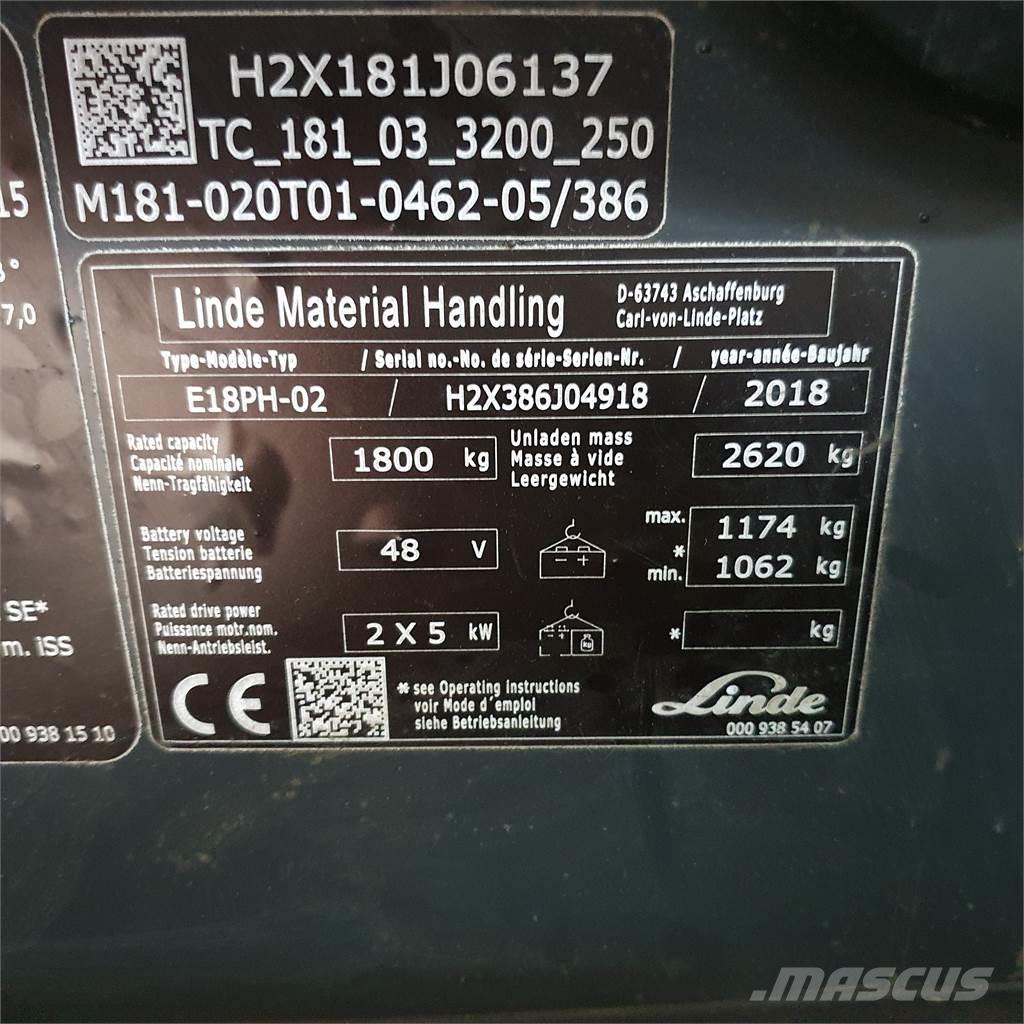 H2X181J06137
TC_181_03_3200_250
M181-020T01-0462-05/386
15
3°
7,0
SE*
m. iSS
00 938 15 10
Linde Material Handling
D-63743 Aschaffenburg
Carl-von-Linde-Platz
Type-Modèle-Typ / Serial no.-No. de série-Serien-Nr. / year-année-Baujahr
E18PH-02 / H2X386J04918 / 2018
Rated capacity
Capacité nominale
Nenn-Tragfähigkeit
1800 kg
Unladen mass
Masse à vide
Leergewicht
2620 kg
Battery voltage
Tension batterie
Batteriespannung
48 V
- +
max. 1174 kg
*
min. 1062 kg
Rated drive power
Puissance motr.nom.
Nenn-Antriebsleist.
2 X 5 kW
kg
* kg
CE
* see Operating instructions
voir Mode d´emploi
siehe Betriebsanleitung
Linde
000 938 54 07
.MASCUS